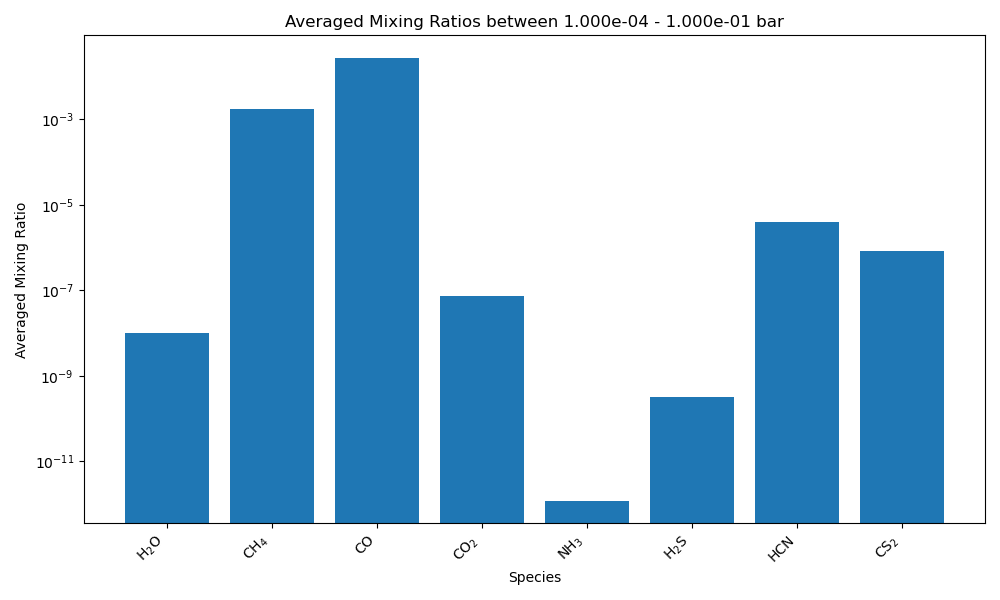 Averaged Mixing Ratios between 1.000e-04 - 1.000e-01 bar
Averaged Mixing Ratio
10⁻³
10⁻⁵
10⁻⁷
10⁻⁹
10⁻¹¹
H₂O
CH₄
CO
CO₂
NH₃
H₂S
HCN
CS₂
Species